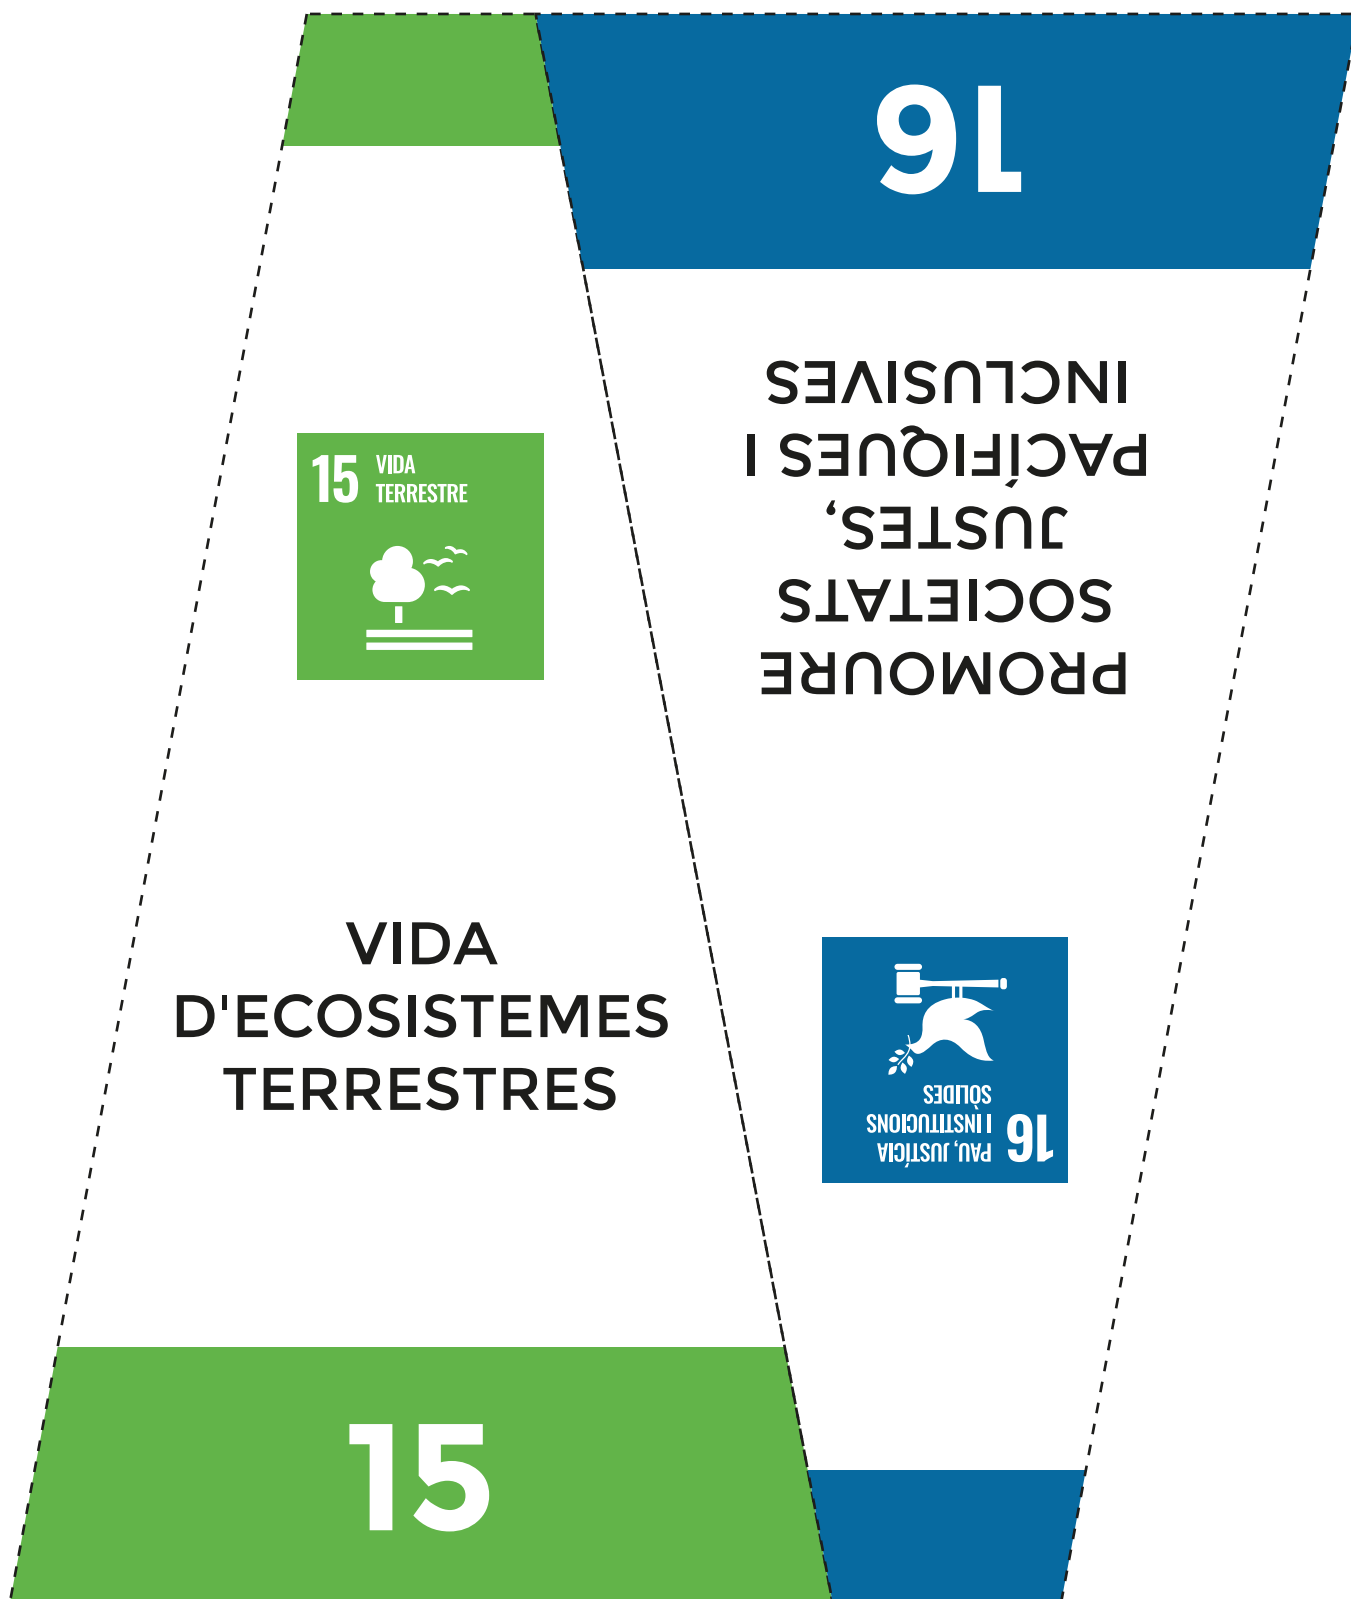 15 VIDA
TERRESTRE
VIDA
D'ECOSISTEMES
TERRESTRES
15
16 PAU, JUSTÍCIA
I INSTITUCIONS
SÒLIDES
PROMOURE
SOCIETATS
JUSTES,
PACÍFIQUES I
INCLUSIVES
16